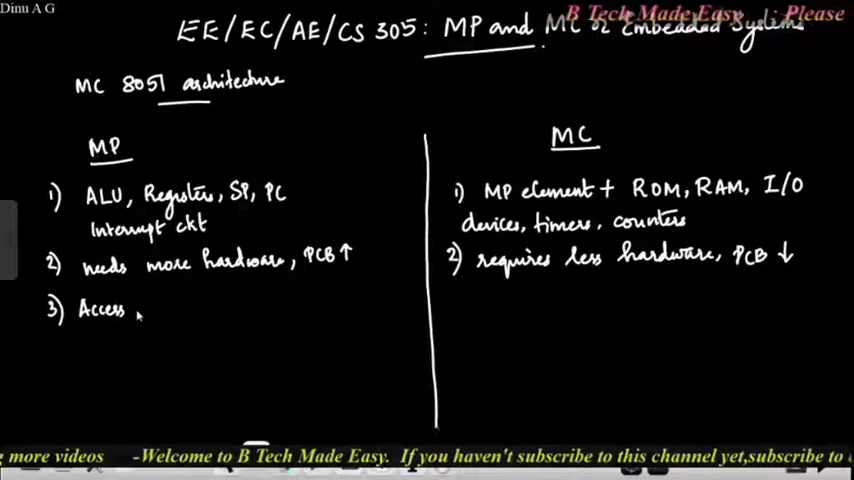 Dinu A G
B Tech Made Easy : Please
EE/EC/AE/CS 305: MP and MC & Embedded Systems
MC 8051 architecture
MP
1) ALU, Registers, SP, PC
Interrupt ckt
2) needs more hardware, PCB ↑
3) Access
MC
1) MP element + ROM, RAM, I/O
devices, timers, counters
2) requires less hardware, PCB ↓
more videos -Welcome to B Tech Made Easy. If you haven't subscribe to this channel yet,subscribe to